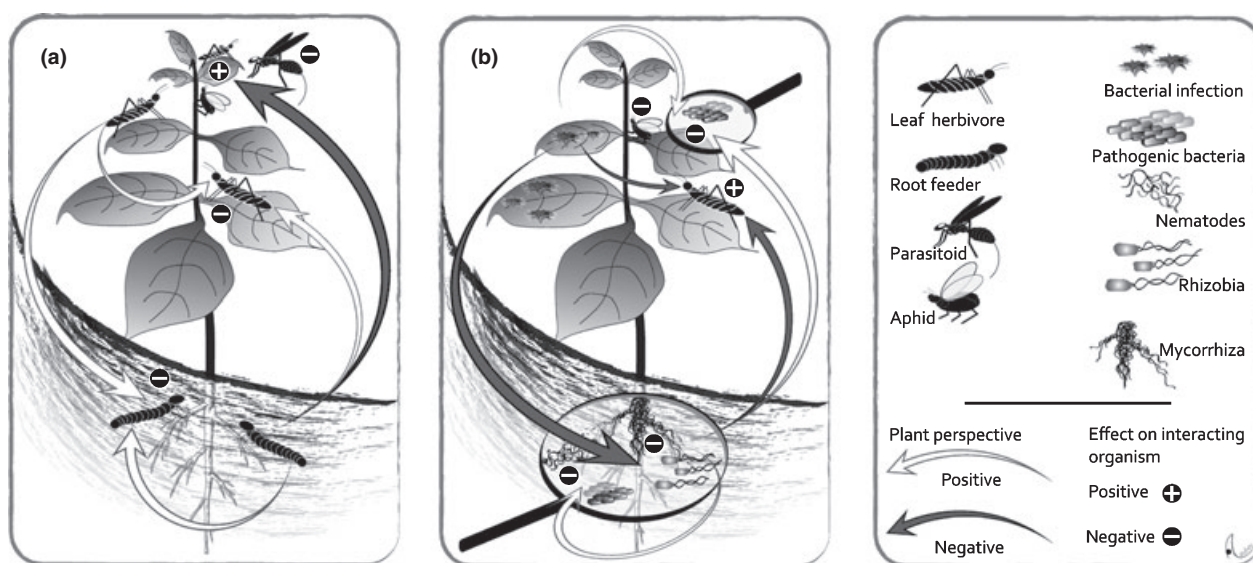 (a)
(b)
Leaf herbivore
Root feeder
Parasitoid
Aphid
Bacterial infection
Pathogenic bacteria
Nematodes
Rhizobia
Mycorrhiza
Plant perspective
Positive
Negative
Effect on interacting
organism
Positive +
Negative −